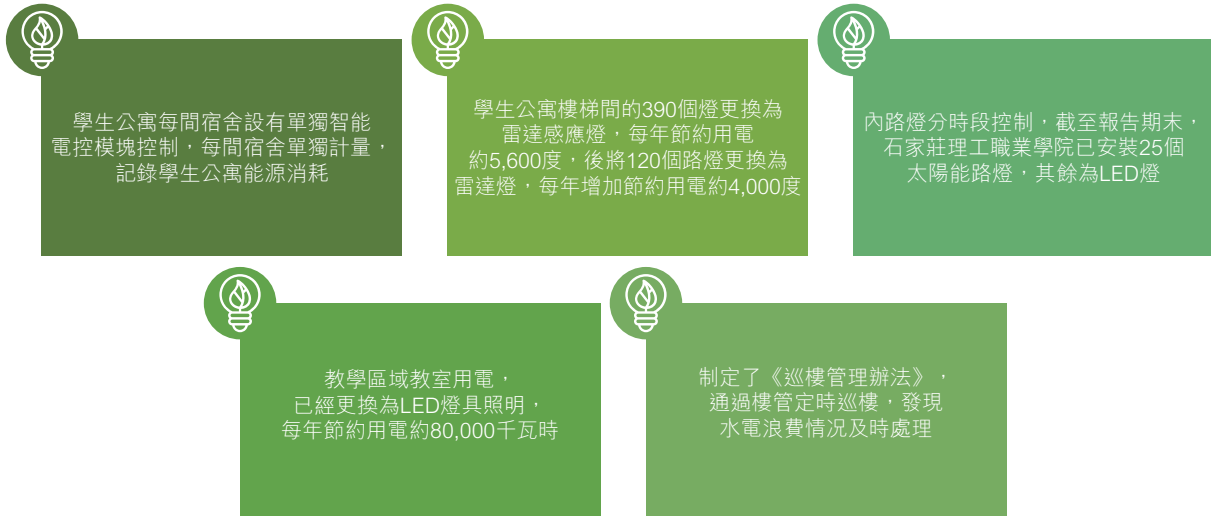 學生公寓每間宿舍設有單獨智能
電控模塊控制，每間宿舍單獨計量，
記錄學生公寓能源消耗
學生公寓樓梯間的390個燈更換為
雷達感應燈，每年節約用電
約5,600度，後將120個路燈更換為
雷達燈，每年增加節約用電約4,000度
內路燈分時段控制，截至報告期末，
石家莊理工職業學院已安裝25個
太陽能路燈，其餘為LED燈
教學區域教室用電，
已經更換為LED燈具照明，
每年節約用電約80,000千瓦時
制定了《巡樓管理辦法》，
通過樓管定時巡樓，發現
水電浪費情况及時處理